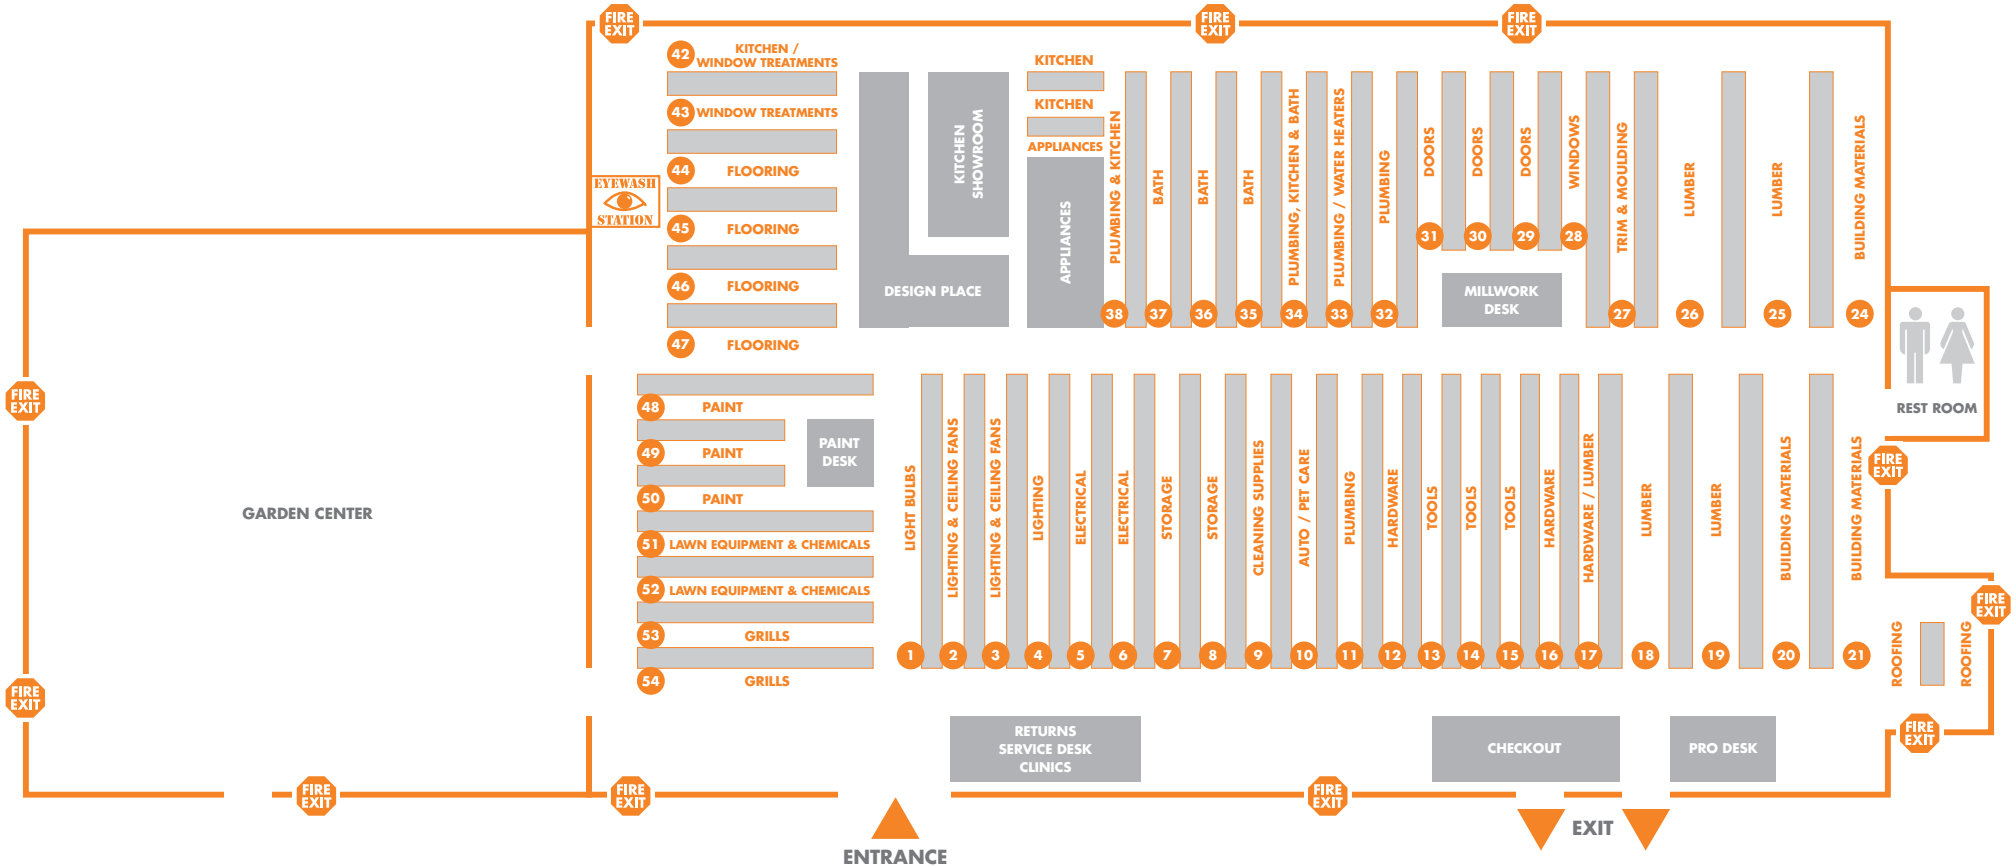 FIRE
EXIT
FIRE
EXIT
FIRE
EXIT
42
KITCHEN /
WINDOW TREATMENTS
43
WINDOW TREATMENTS
44
FLOORING
45
FLOORING
46
FLOORING
47
FLOORING
EYEWASH
STATION
KITCHEN
SHOWROOM
DESIGN PLACE
KITCHEN
KITCHEN
APPLIANCES
APPLIANCES
PLUMBING & KITCHEN
38
BATH
37
BATH
36
BATH
35
PLUMBING, KITCHEN & BATH
34
PLUMBING / WATER HEATERS
33
PLUMBING
32
DOORS
31
DOORS
30
DOORS
29
WINDOWS
28
MILLWORK
DESK
TRIM & MOULDING
27
LUMBER
26
LUMBER
25
BUILDING MATERIALS
24
REST ROOM
FIRE
EXIT
FIRE
EXIT
GARDEN CENTER
48
PAINT
49
PAINT
50
PAINT
PAINT
DESK
51
LAWN EQUIPMENT & CHEMICALS
52
LAWN EQUIPMENT & CHEMICALS
53
GRILLS
54
GRILLS
LIGHT BULBS
1
LIGHTING & CEILING FANS
2
LIGHTING & CEILING FANS
3
LIGHTING
4
ELECTRICAL
5
ELECTRICAL
6
STORAGE
7
STORAGE
8
CLEANING SUPPLIES
9
AUTO / PET CARE
10
PLUMBING
11
HARDWARE
12
TOOLS
13
TOOLS
14
TOOLS
15
HARDWARE
16
HARDWARE / LUMBER
17
LUMBER
18
LUMBER
19
BUILDING MATERIALS
20
BUILDING MATERIALS
21
ROOFING
ROOFING
FIRE
EXIT
FIRE
EXIT
FIRE
EXIT
RETURNS
SERVICE DESK
CLINICS
CHECKOUT
PRO DESK
FIRE
EXIT
FIRE
EXIT
FIRE
EXIT
ENTRANCE
EXIT